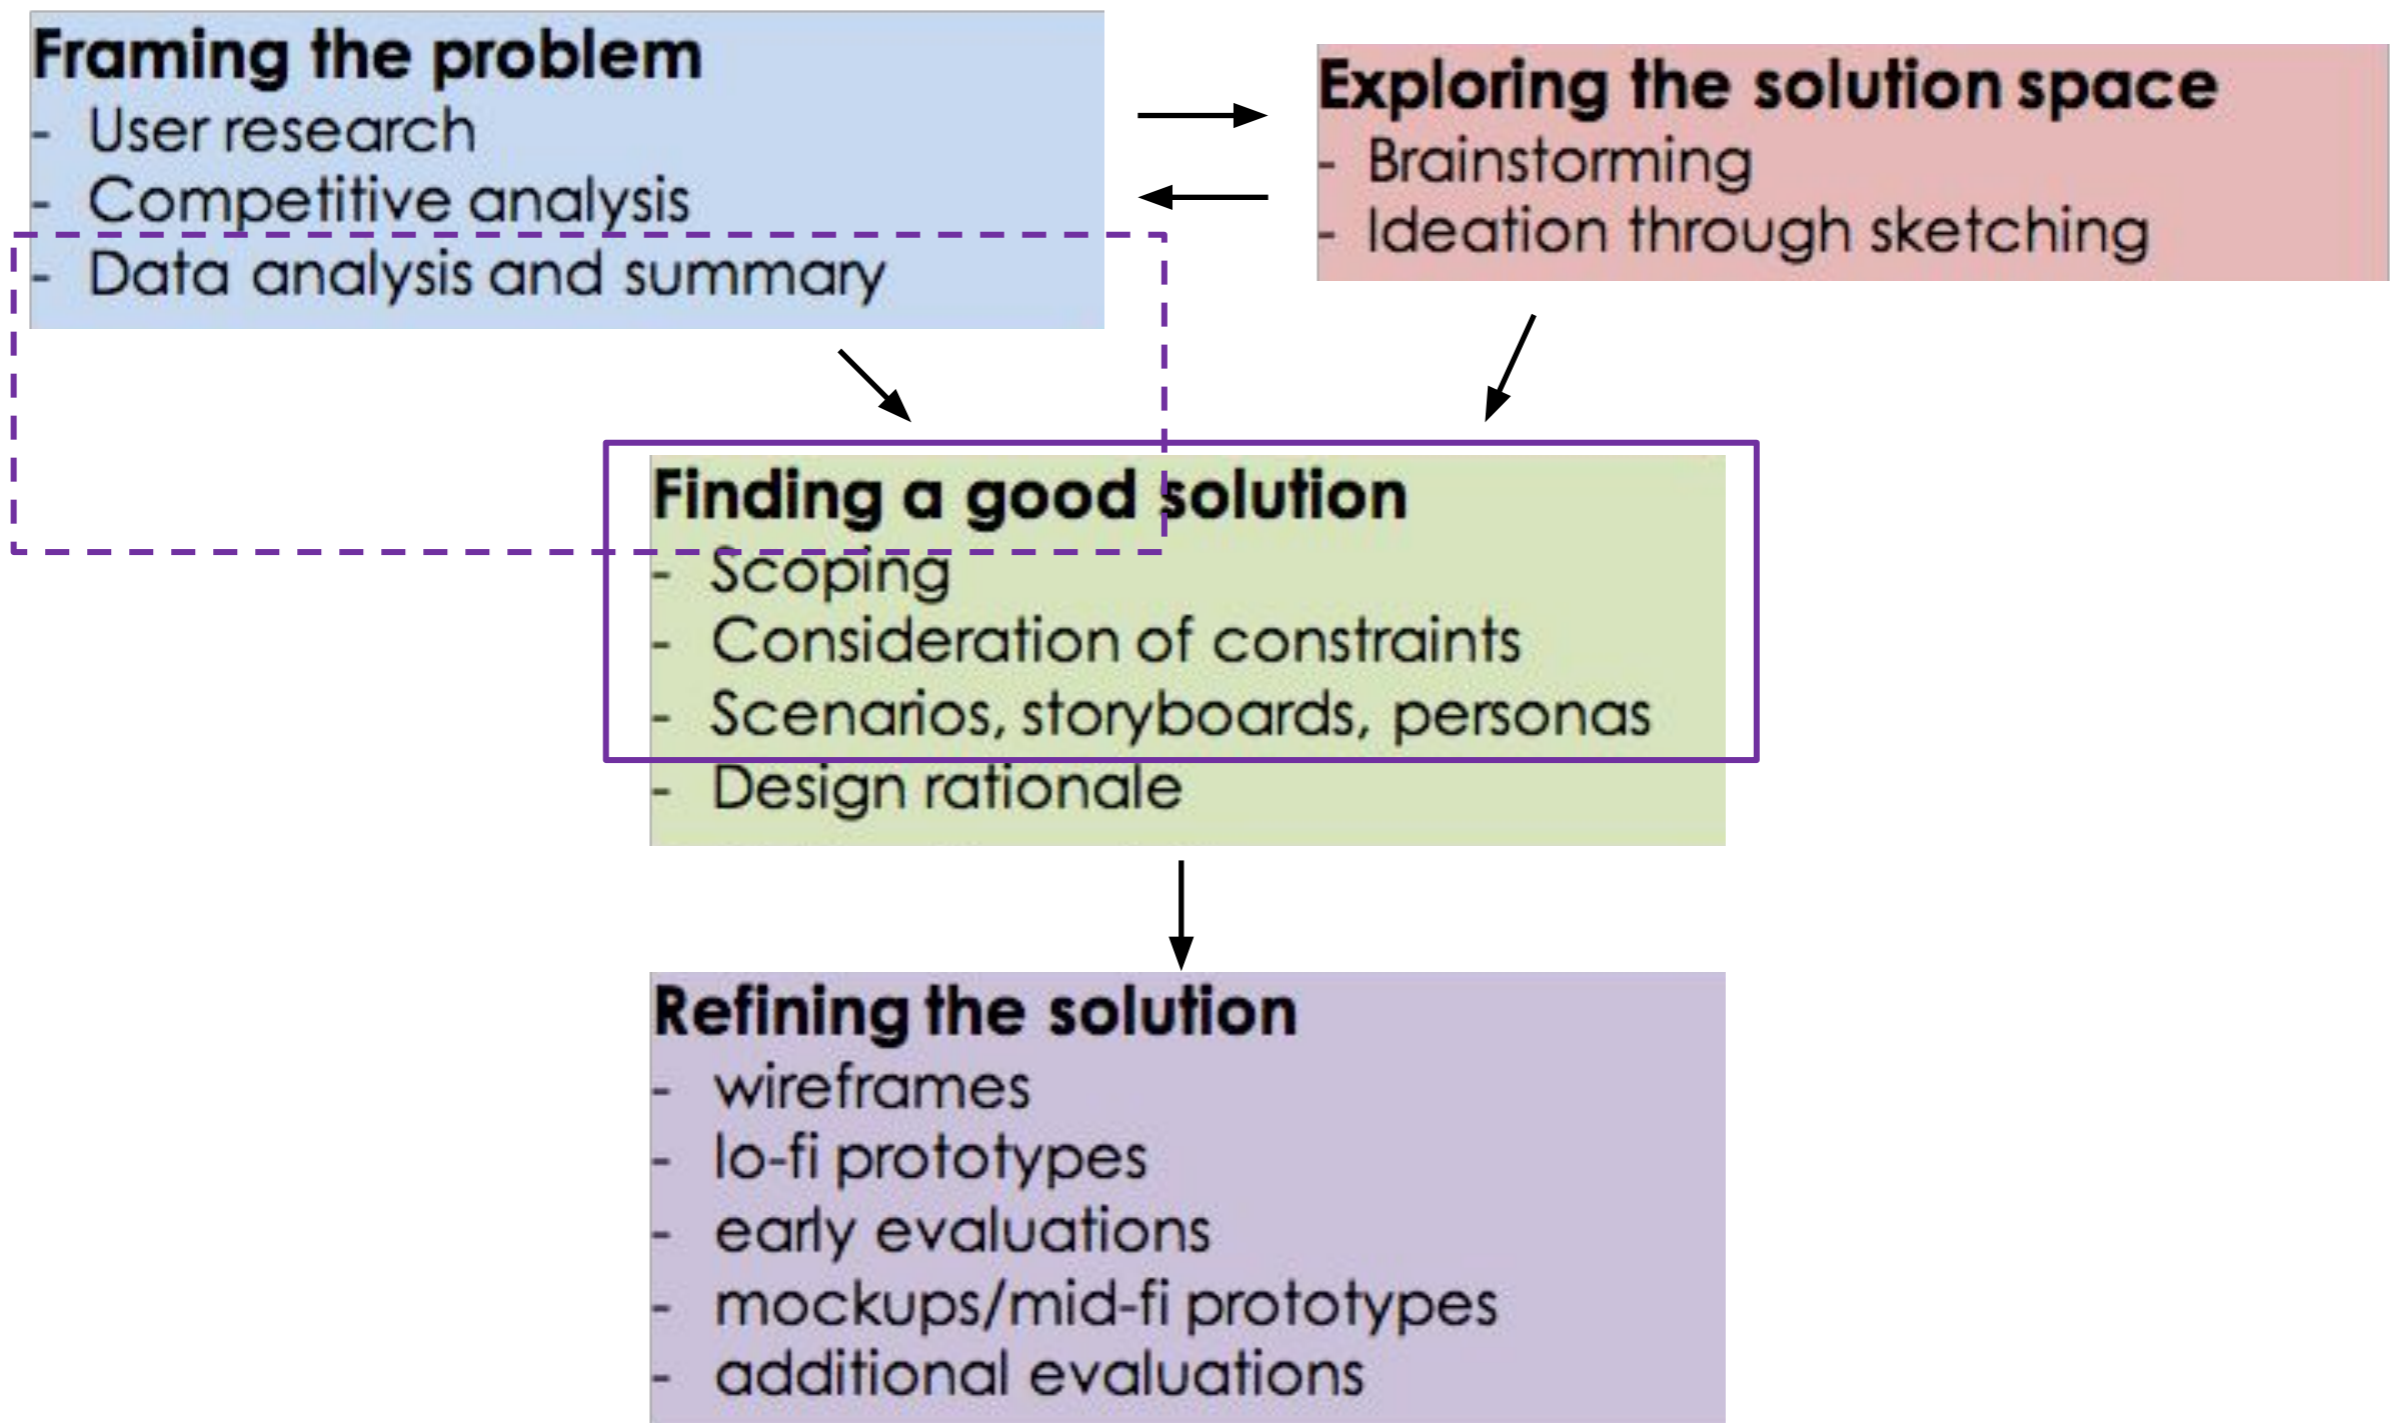 Framing the problem
- User research
- Competitive analysis
- Data analysis and summary
Exploring the solution space
- Brainstorming
- Ideation through sketching
Finding a good solution
- Scoping
- Consideration of constraints
- Scenarios, storyboards, personas
- Design rationale
Refining the solution
- wireframes
- lo-fi prototypes
- early evaluations
- mockups/mid-fi prototypes
- additional evaluations